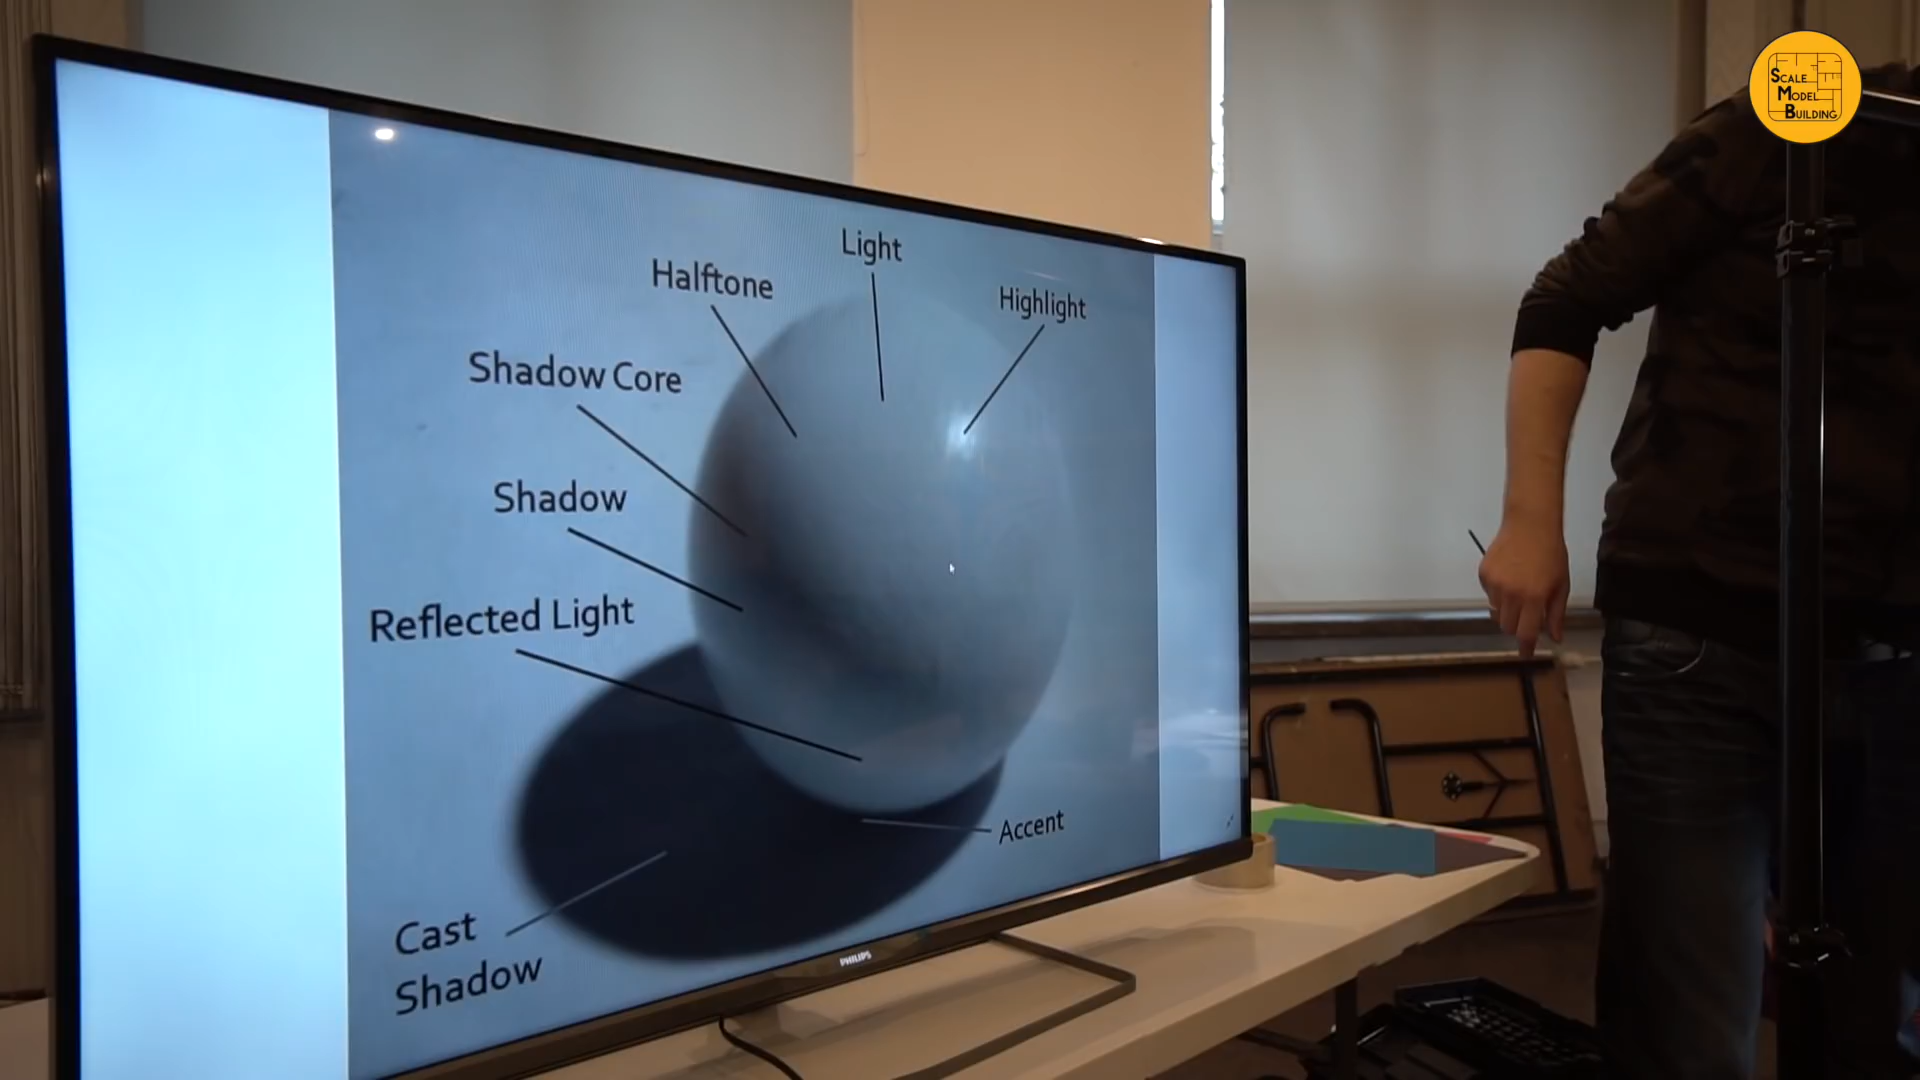 Light
Halftone
Highlight
Shadow Core
Shadow
Reflected Light
Accent
Cast
Shadow
PHILIPS
SCALE
MODEL
BUILDING